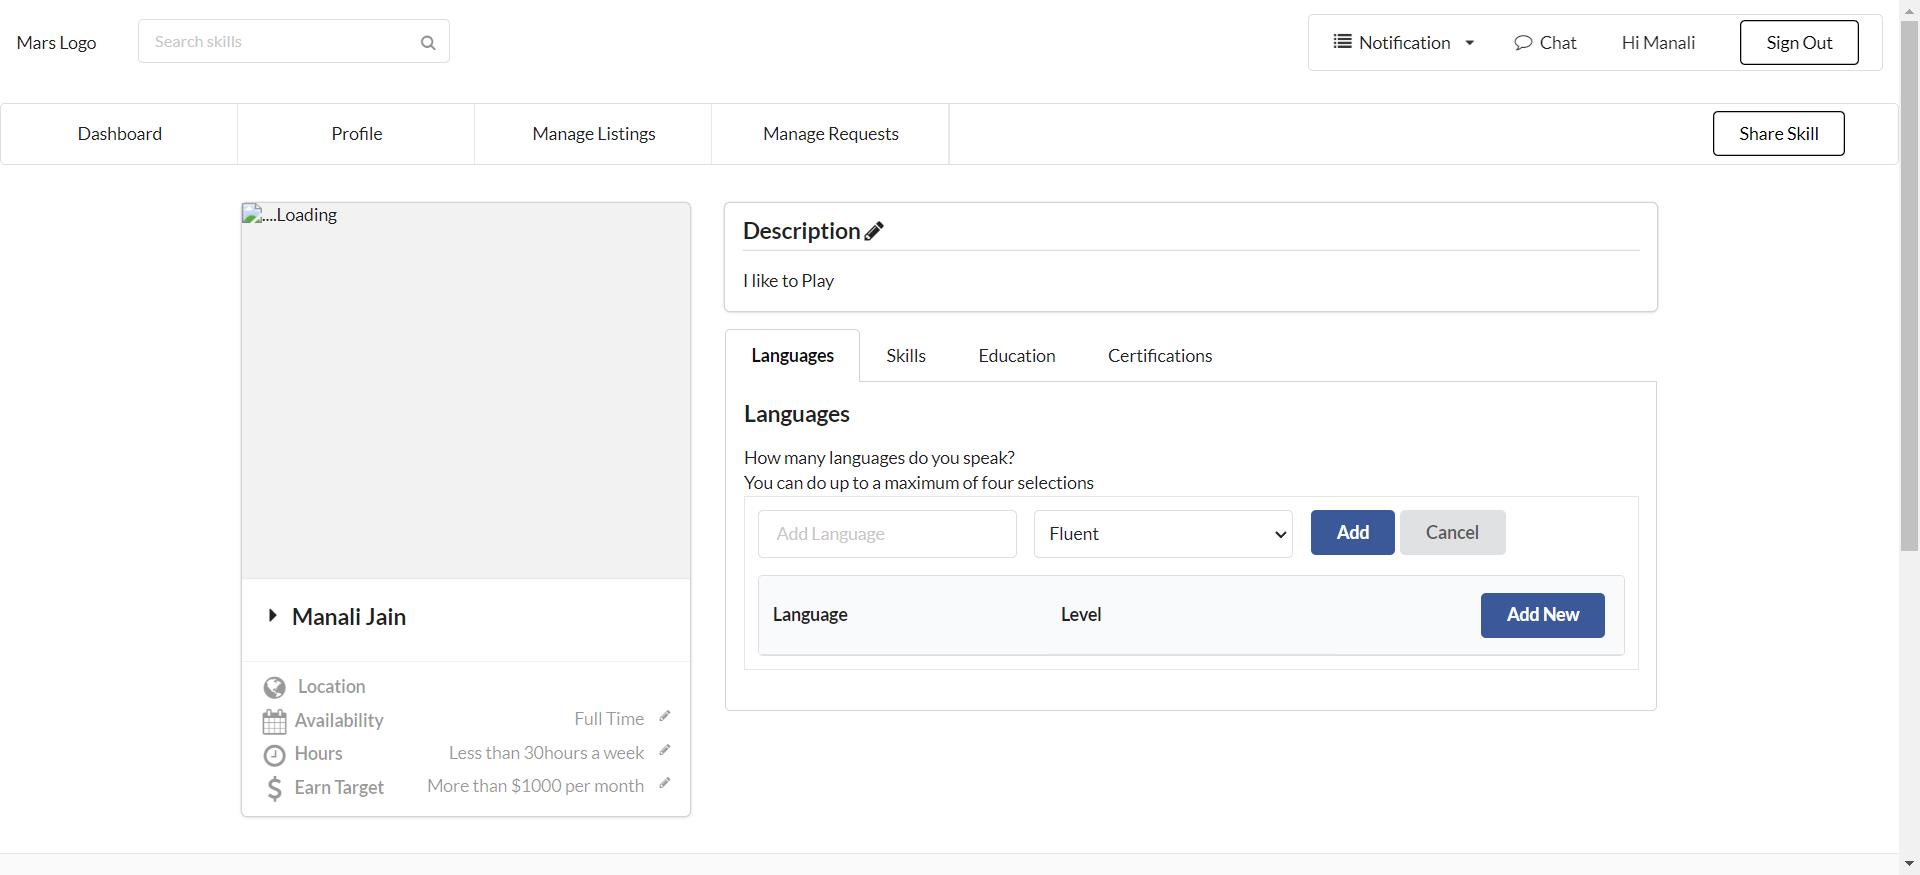 Mars Logo
Search skills
Notification
Chat
Hi Manali
Sign Out
Dashboard
Profile
Manage Listings
Manage Requests
Share Skill
....Loading
Manali Jain
Location
Availability
Full Time
Hours
Less than 30hours a week
Earn Target
More than $1000 per month
Description
I like to Play
Languages
Skills
Education
Certifications
Languages
How many languages do you speak?
You can do up to a maximum of four selections
Add Language
Fluent
Add
Cancel
Language
Level
Add New